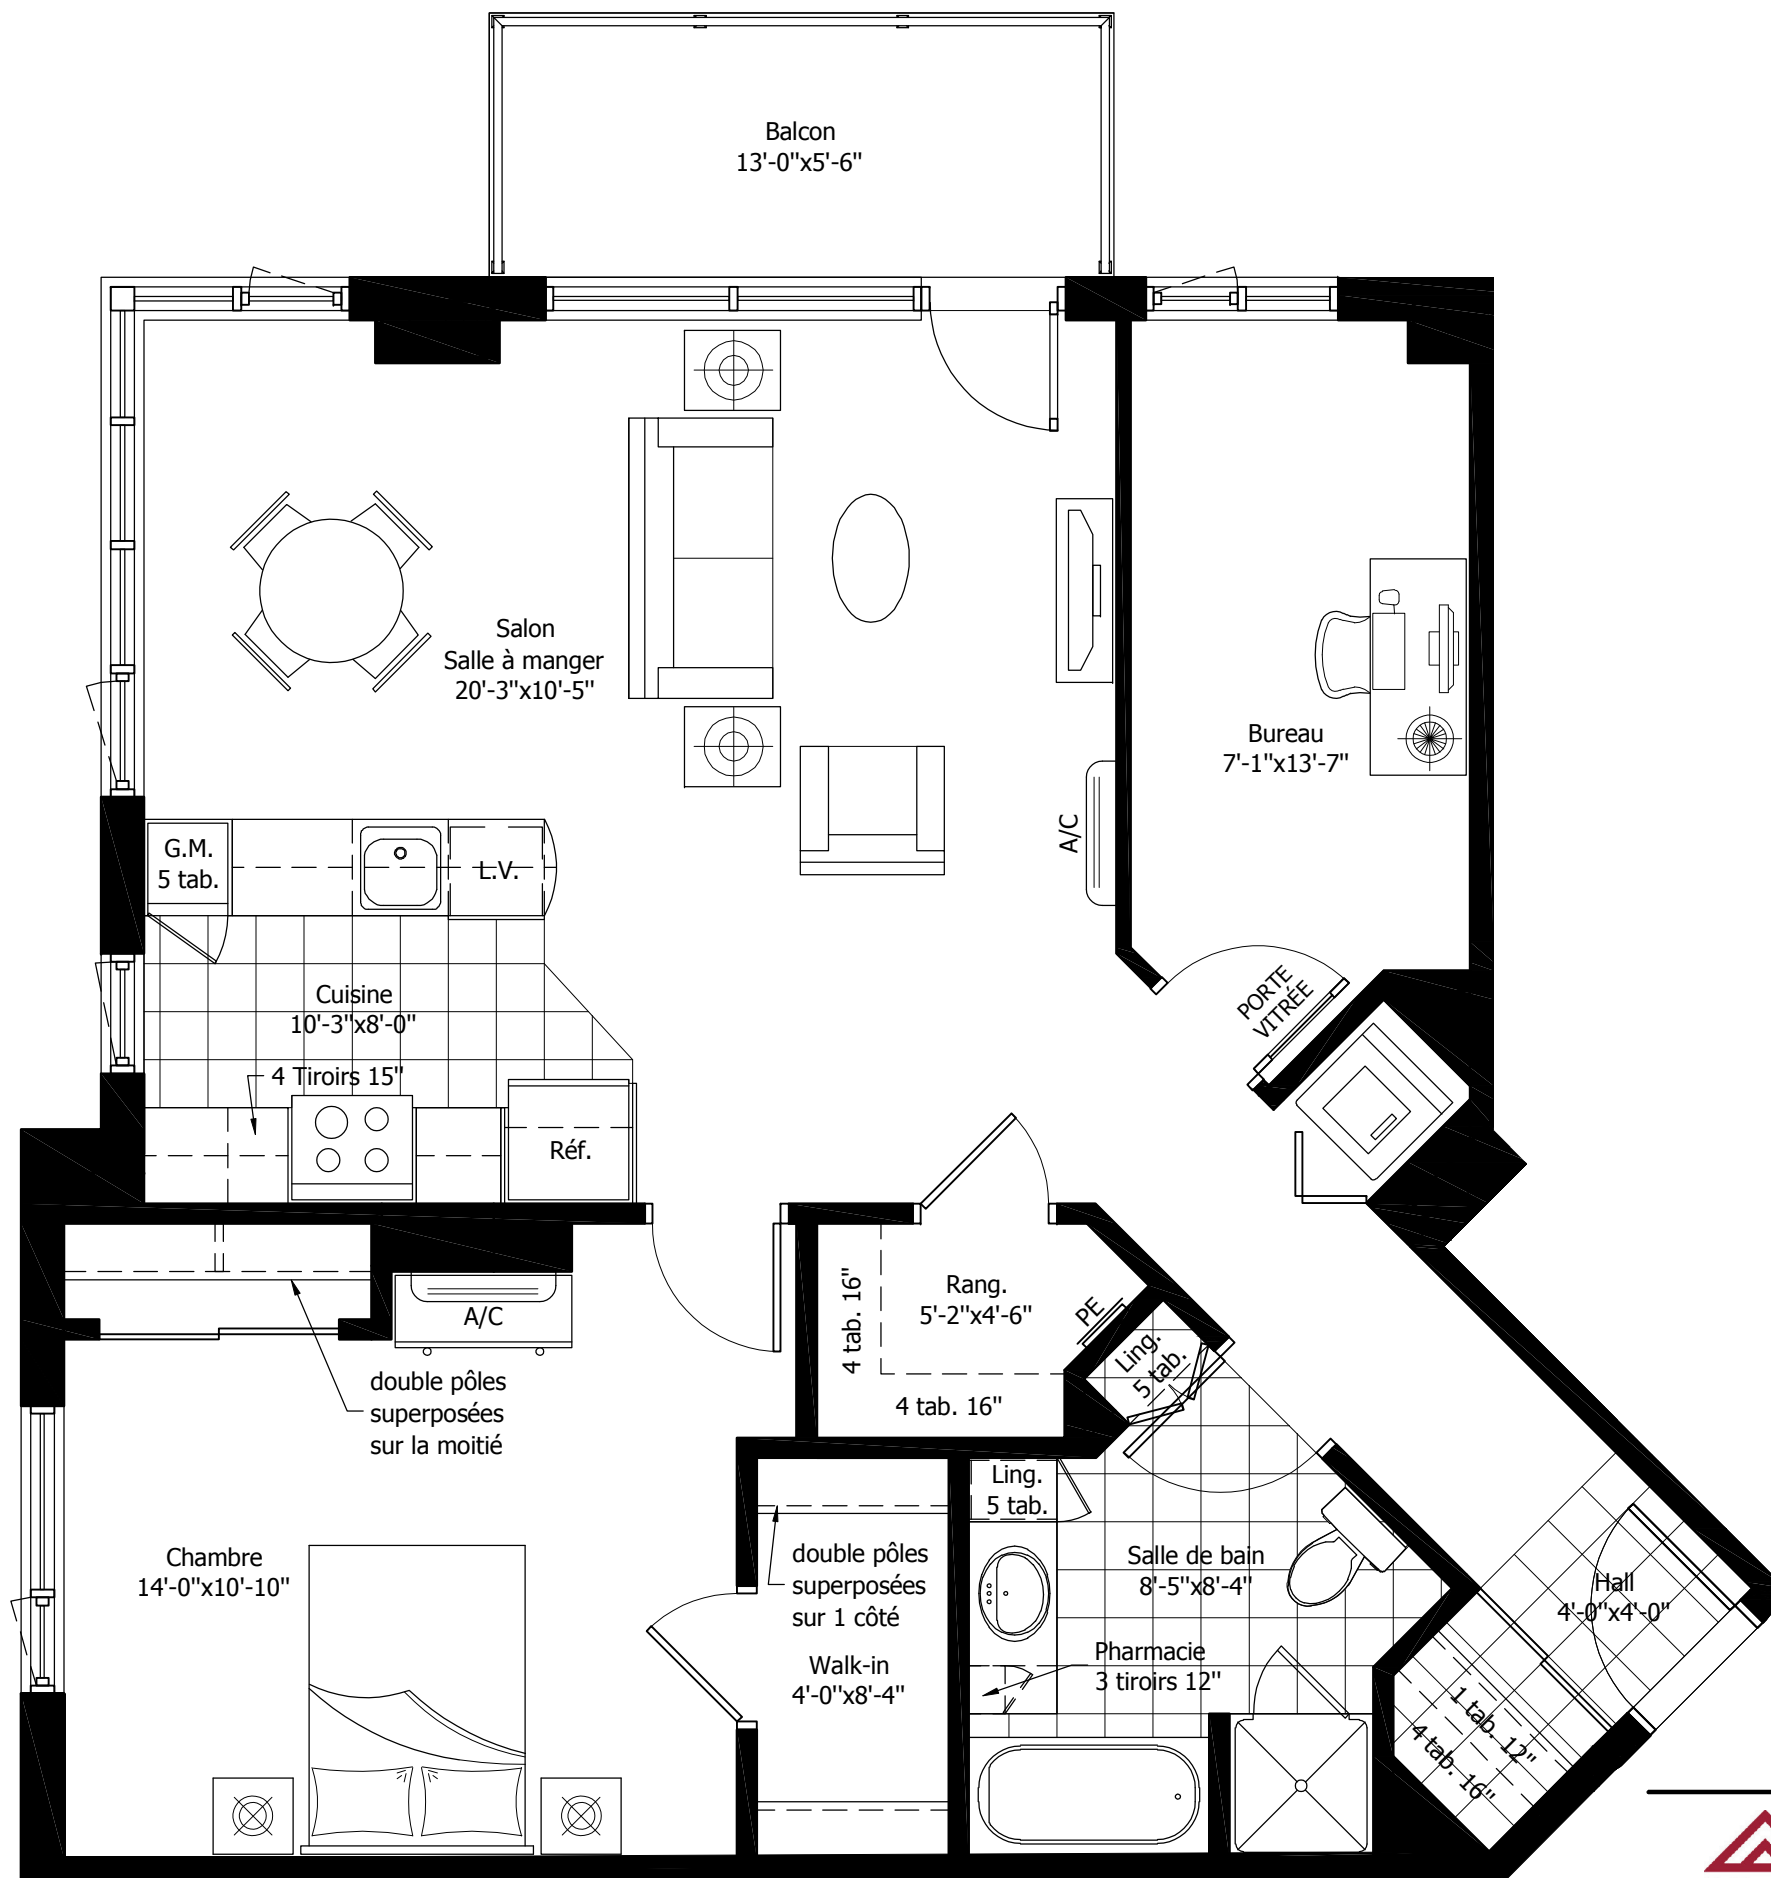 Balcon
13'-0"x5'-6"
Salon
Salle à manger
20'-3"x10'-5"
Bureau
7'-1"x13'-7"
A/C
G.M.
5 tab.
L.V.
Cuisine
10'-3"x8'-0"
4 Tiroirs 15"
Réf.
PORTE
VITRÉE
A/C
double pôles
superposées
sur la moitié
4 tab. 16"
Rang.
5'-2"x4'-6"
4 tab. 16"
PE
Ling.
5 tab.
Ling.
5 tab.
Chambre
14'-0"x10'-10"
double pôles
superposées
sur 1 côté
Walk-in
4'-0"x8'-4"
Salle de bain
8'-5"x8'-4"
Pharmacie
3 tiroirs 12"
Hall
4'-0"x4'-0"
1 tab. 12"
4 tab. 16"